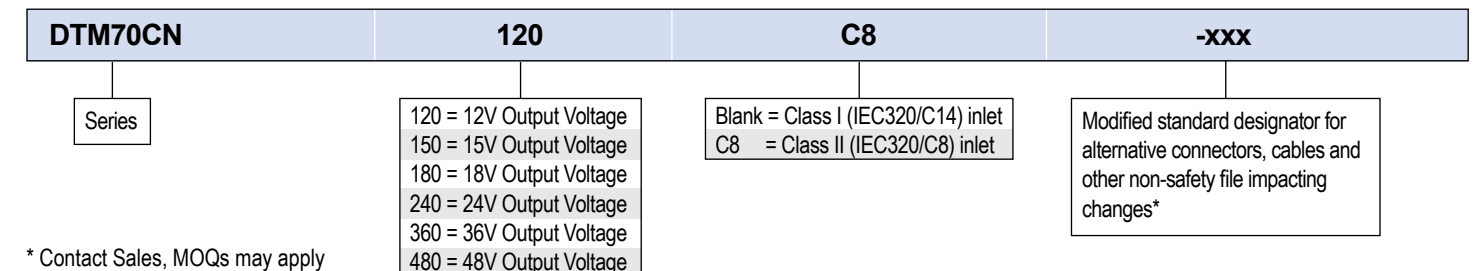 DTM70CN 120 C8 -xxx
Series
120 = 12V Output Voltage
150 = 15V Output Voltage
180 = 18V Output Voltage
240 = 24V Output Voltage
360 = 36V Output Voltage
480 = 48V Output Voltage
Blank = Class I (IEC320/C14) inlet
C8 = Class II (IEC320/C8) inlet
Modified standard designator for
alternative connectors, cables and
other non-safety file impacting
changes*
* Contact Sales, MOQs may apply